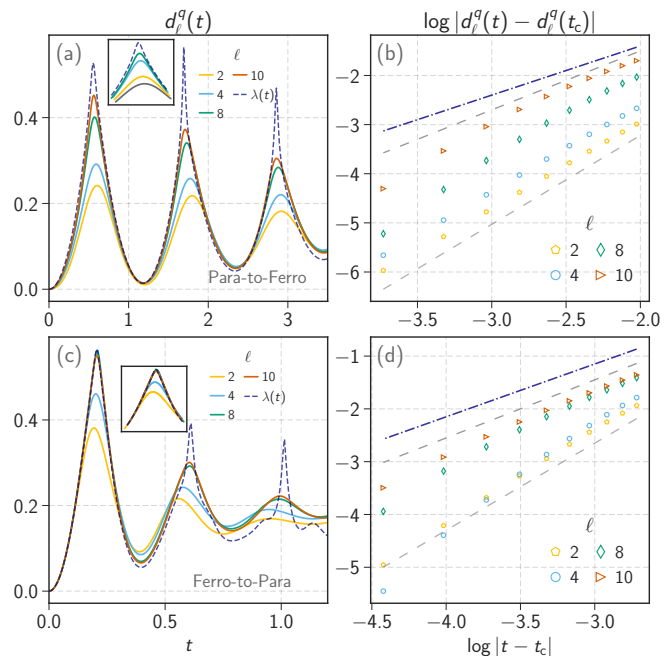 d_ℓ^q(t)
log |d_ℓ^q(t) − d_ℓ^q(t_c)|
(a)
ℓ
2
10
4
λ(t)
8
0.4
0.2
0.0
Para-to-Ferro
0
1
2
3
(b)
−2
−3
−4
−5
−6
ℓ
2
8
4
10
−3.5
−3.0
−2.5
−2.0
(c)
ℓ
2
10
4
λ(t)
8
0.4
0.2
0.0
Ferro-to-Para
0.0
0.5
1.0
t
(d)
−1
−2
−3
−4
−5
ℓ
2
8
4
10
−4.5
−4.0
−3.5
−3.0
log |t − t_c|